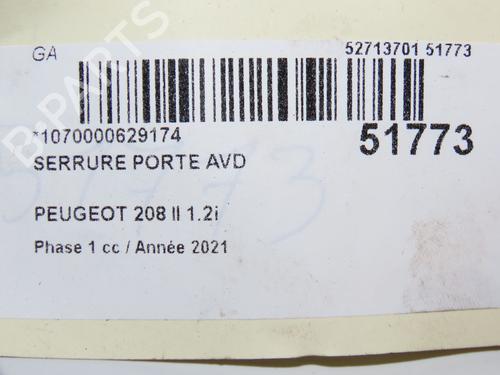 GA 52713701 51773
*1070000629174 51773
SERRURE PORTE AVD
PEUGEOT 208 II 1.2i
Phase 1 cc / Année 2021
B-PARTS
51773